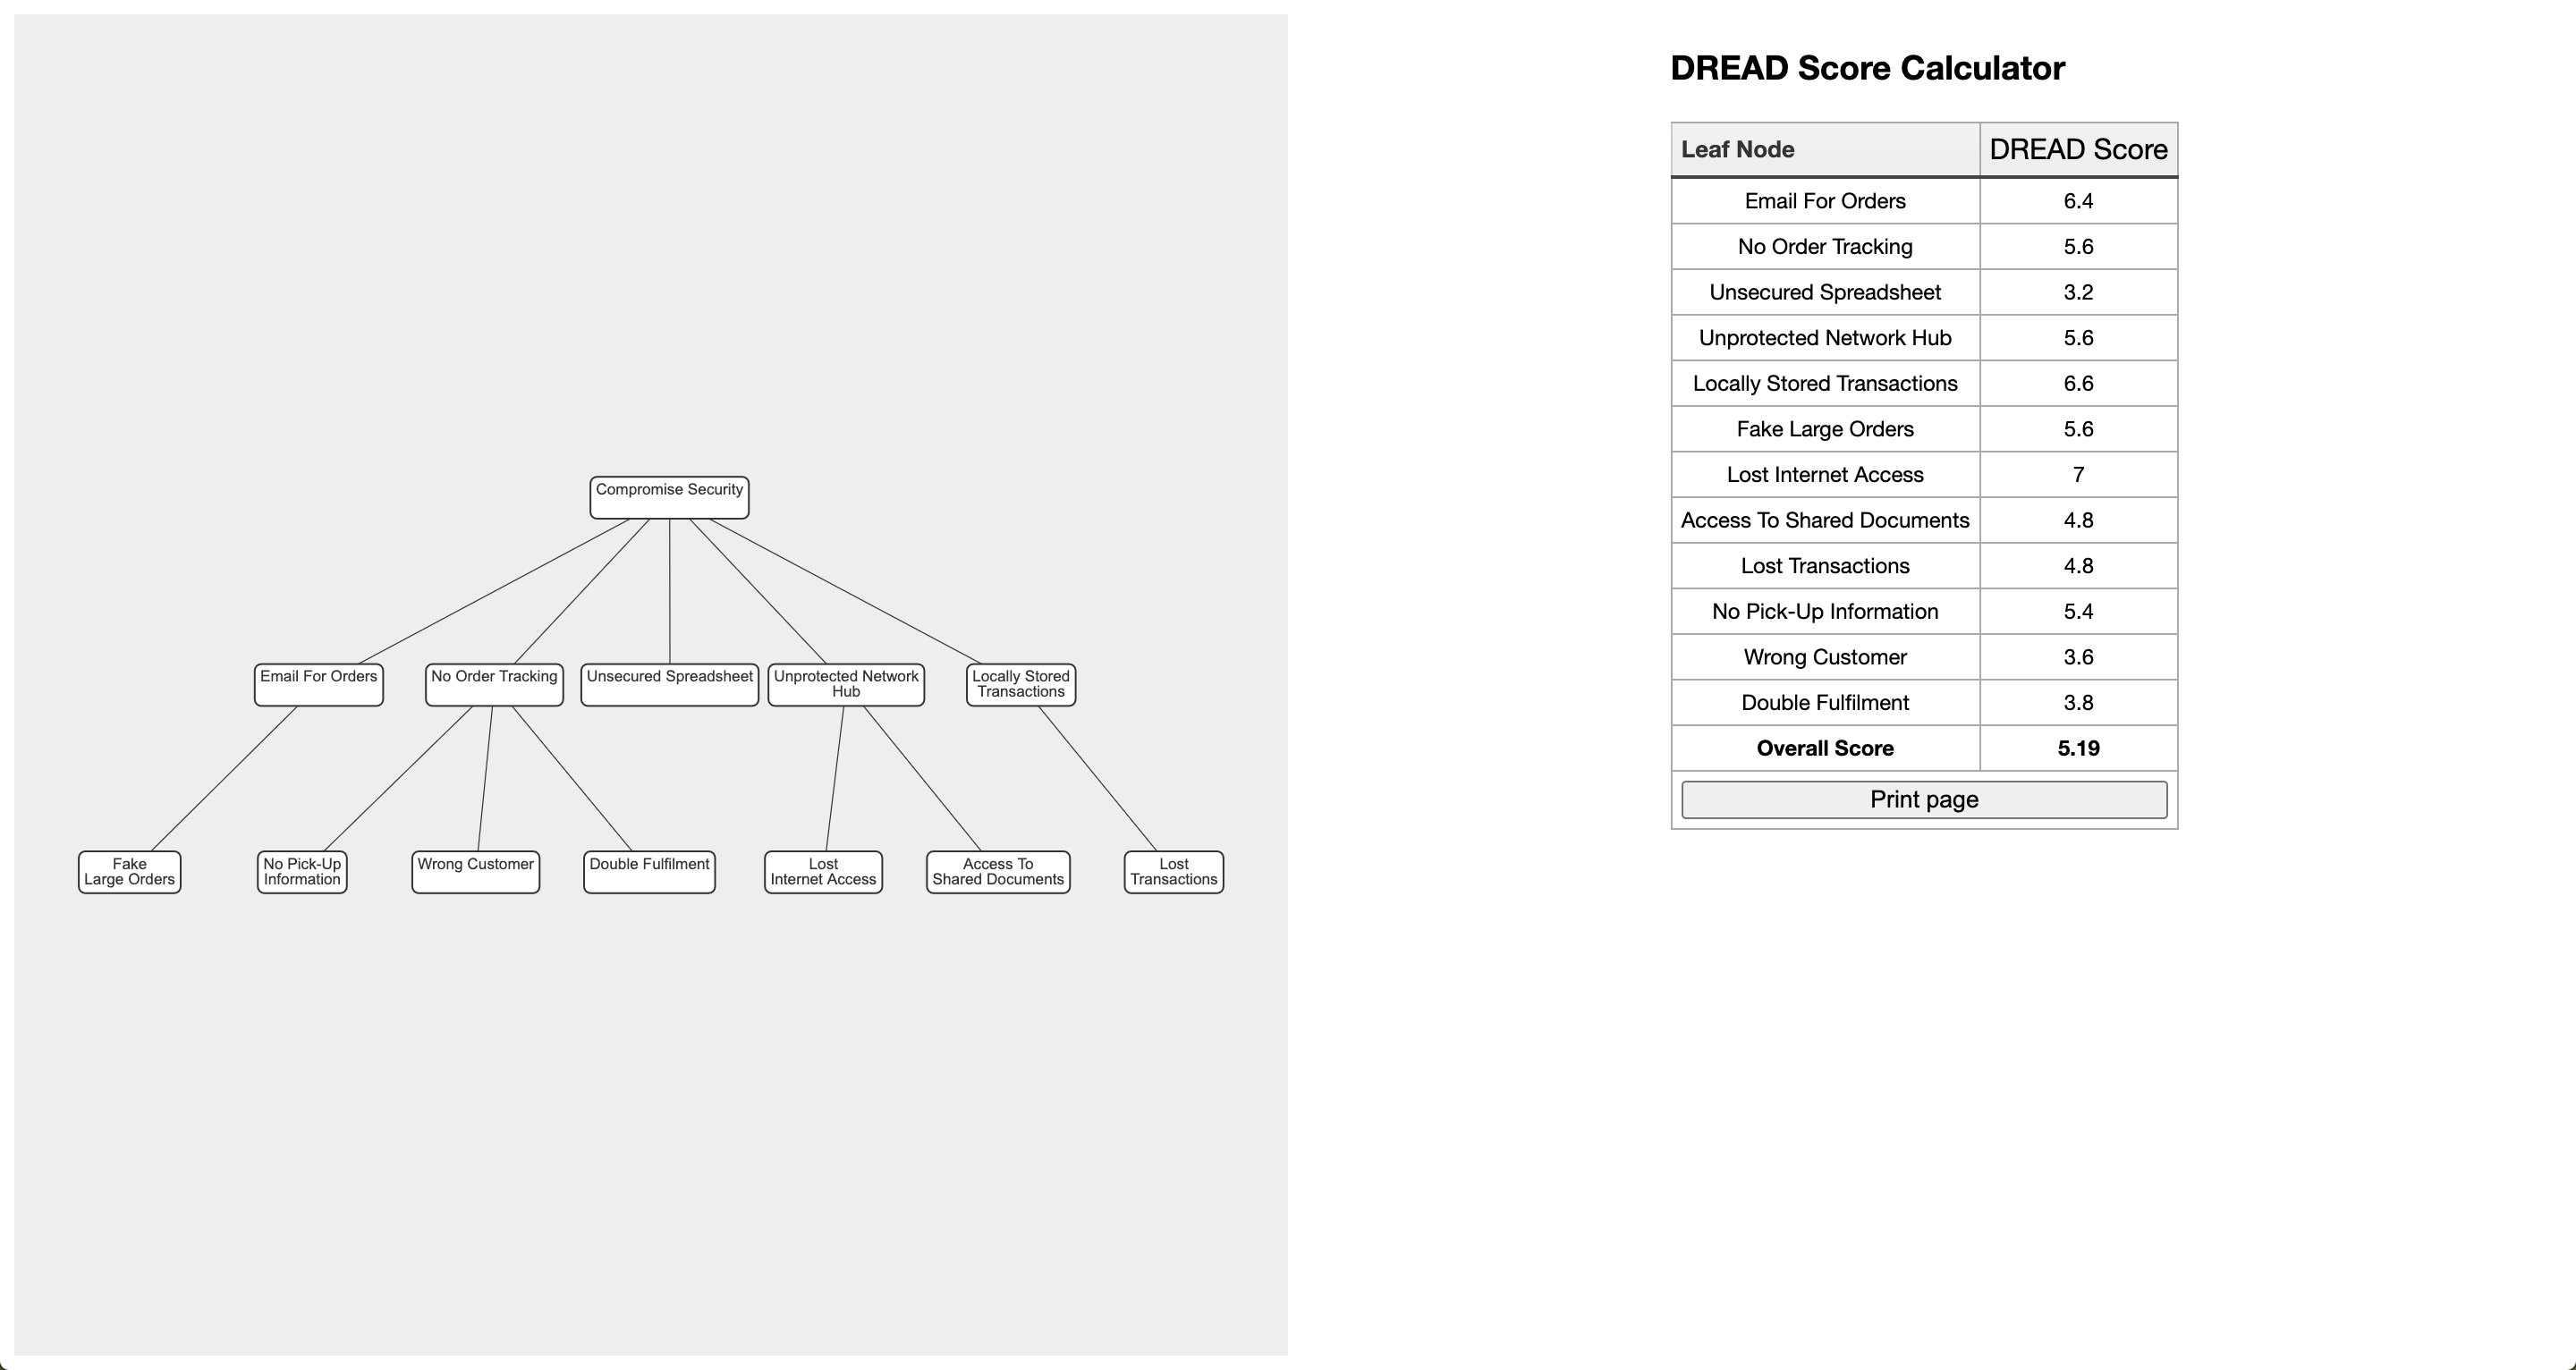 Compromise Security
Email For Orders
No Order Tracking
Unsecured Spreadsheet
Unprotected Network
Hub
Locally Stored
Transactions
Fake
Large Orders
No Pick-Up
Information
Wrong Customer
Double Fulfilment
Lost
Internet Access
Access To
Shared Documents
Lost
Transactions
DREAD Score Calculator
Leaf Node DREAD Score
Email For Orders 6.4
No Order Tracking 5.6
Unsecured Spreadsheet 3.2
Unprotected Network Hub 5.6
Locally Stored Transactions 6.6
Fake Large Orders 5.6
Lost Internet Access 7
Access To Shared Documents 4.8
Lost Transactions 4.8
No Pick-Up Information 5.4
Wrong Customer 3.6
Double Fulfilment 3.8
Overall Score 5.19
Print page